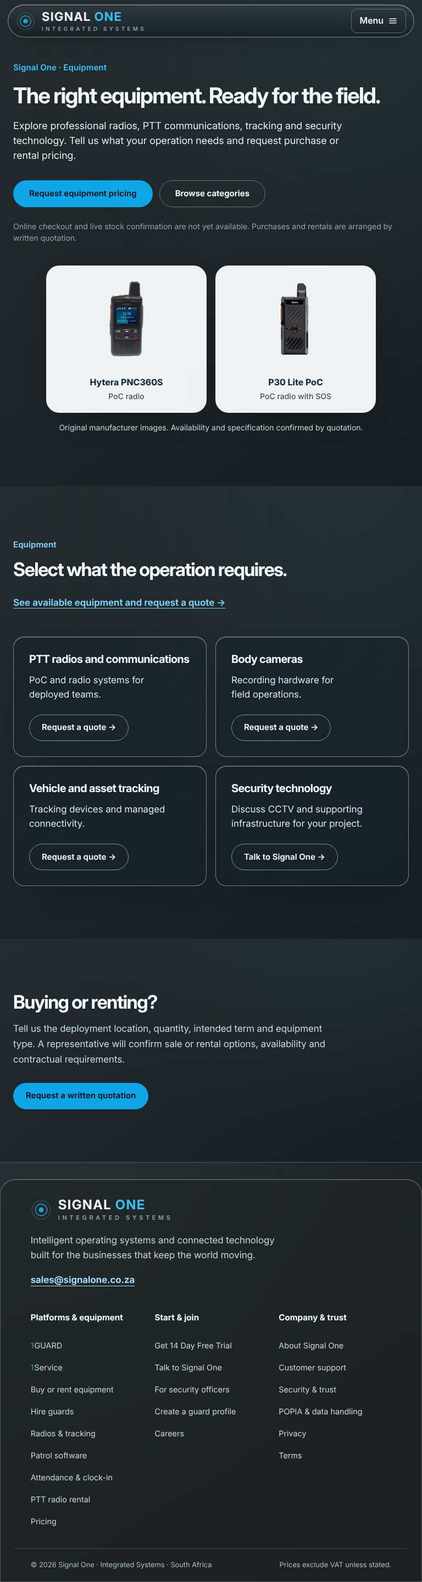 SIGNAL ONE
INTEGRATED SYSTEMS
Menu
Signal One · Equipment
The right equipment. Ready for the field.
Explore professional radios, PTT communications, tracking and security
technology. Tell us what your operation needs and request purchase or
rental pricing.
Request equipment pricing
Browse categories
Online checkout and live stock confirmation are not yet available. Purchases and rentals are arranged by
written quotation.
Hytera PNC360S
PoC radio
P30 Lite PoC
PoC radio with SOS
Original manufacturer images. Availability and specification confirmed by quotation.
Equipment
Select what the operation requires.
See available equipment and request a quote →
PTT radios and communications
PoC and radio systems for
deployed teams.
Request a quote →
Body cameras
Recording hardware for
field operations.
Request a quote →
Vehicle and asset tracking
Tracking devices and managed
connectivity.
Request a quote →
Security technology
Discuss CCTV and supporting
infrastructure for your project.
Talk to Signal One →
Buying or renting?
Tell us the deployment location, quantity, intended term and equipment
type. A representative will confirm sale or rental options, availability and
contractual requirements.
Request a written quotation
SIGNAL ONE
INTEGRATED SYSTEMS
Intelligent operating systems and connected technology
built for the businesses that keep the world moving.
sales@signalone.co.za
Platforms & equipment
1GUARD
1Service
Buy or rent equipment
Hire guards
Radios & tracking
Patrol software
Attendance & clock-in
PTT radio rental
Pricing
Start & join
Get 14 Day Free Trial
Talk to Signal One
For security officers
Create a guard profile
Careers
Company & trust
About Signal One
Customer support
Security & trust
POPIA & data handling
Privacy
Terms
© 2026 Signal One · Integrated Systems · South Africa
Prices exclude VAT unless stated.